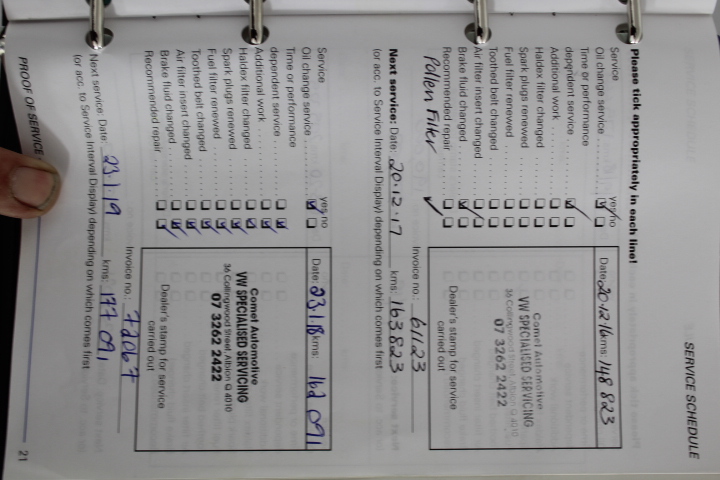 SERVICE SCHEDULE
Please tick appropriately in each line!
Service yes no
Oil change service
Time or performance
dependent service
Additional work
Haldex filter changed
Spark plugs renewed
Fuel filter renewed
Toothed belt changed
Air filter insert changed
Brake fluid changed
Recommended repair
Pollen Filter
Date: 20.12.16 kms: 148 823
Comet Automotive
VW SPECIALISED SERVICING
36 Collingwood Street, Albion Q 4010
07 3262 2422
Dealer's stamp for service
carried out
Invoice no.: 61123
Next service: Date: 20.12.17 kms: 163823
(or acc. to Service Interval Display) depending on which comes first
Service yes no
Oil change service
Time or performance
dependent service
Additional work
Haldex filter changed
Spark plugs renewed
Fuel filter renewed
Toothed belt changed
Air filter insert changed
Brake fluid changed
Recommended repair
Date: 23.1.18 kms: 162 091
Comet Automotive
VW SPECIALISED SERVICING
36 Collingwood Street, Albion Q 4010
07 3262 2422
Dealer's stamp for service
carried out
Invoice no.: 72067
Next service: Date: 23.1.19 kms: 177 091
(or acc. to Service Interval Display) depending on which comes first
PROOF OF SERVICE
21